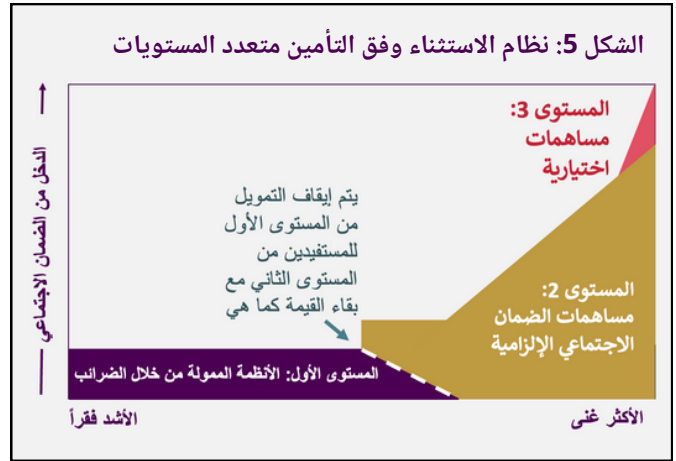 الشكل 5: نظام الاستثناء وفق التأمين متعدد المستويات
الدخل من الضمان الاجتماعي
المستوى 3:
مساهمات
اختيارية
يتم إيقاف التمويل
من المستوى الأول
للمستفيدين من
المستوى الثاني مع
بقاء القيمة كما هي
المستوى 2:
مساهمات الضمان
الاجتماعي الإلزامية
المستوى الأول: الأنظمة الممولة من خلال الضرائب
الأكثر غنى
الأشد فقراً